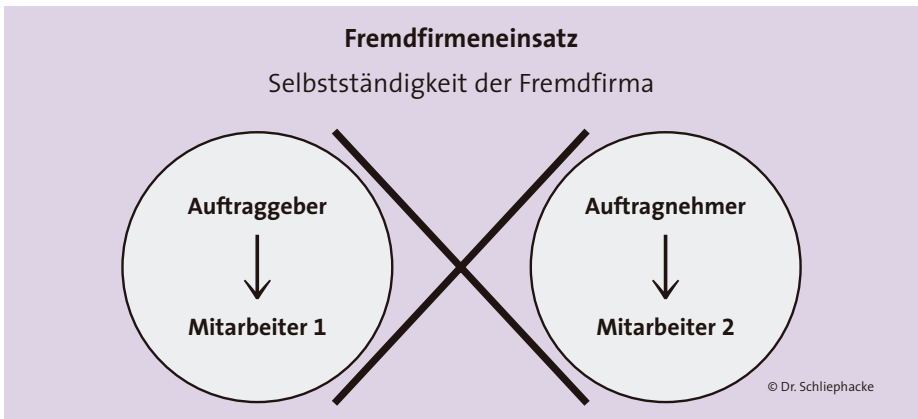 Fremdfirmeneinsatz
Selbstständigkeit der Fremdfirma
Auftraggeber
Mitarbeiter 1
Auftragnehmer
Mitarbeiter 2
© Dr. Schliephacke